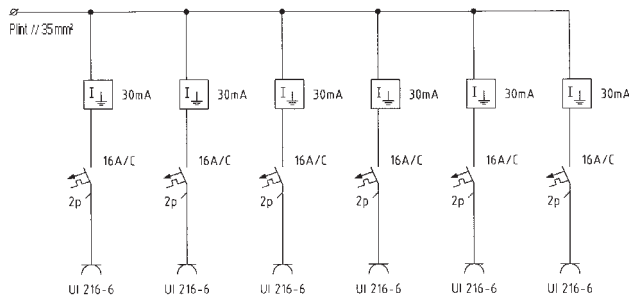 Plint // 35mm²
I 30mA I 30mA I 30mA I 30mA I 30mA I 30mA
16A/C 16A/C 16A/C 16A/C 16A/C 16A/C
2p 2p 2p 2p 2p 2p
UI 216-6 UI 216-6 UI 216-6 UI 216-6 UI 216-6 UI 216-6